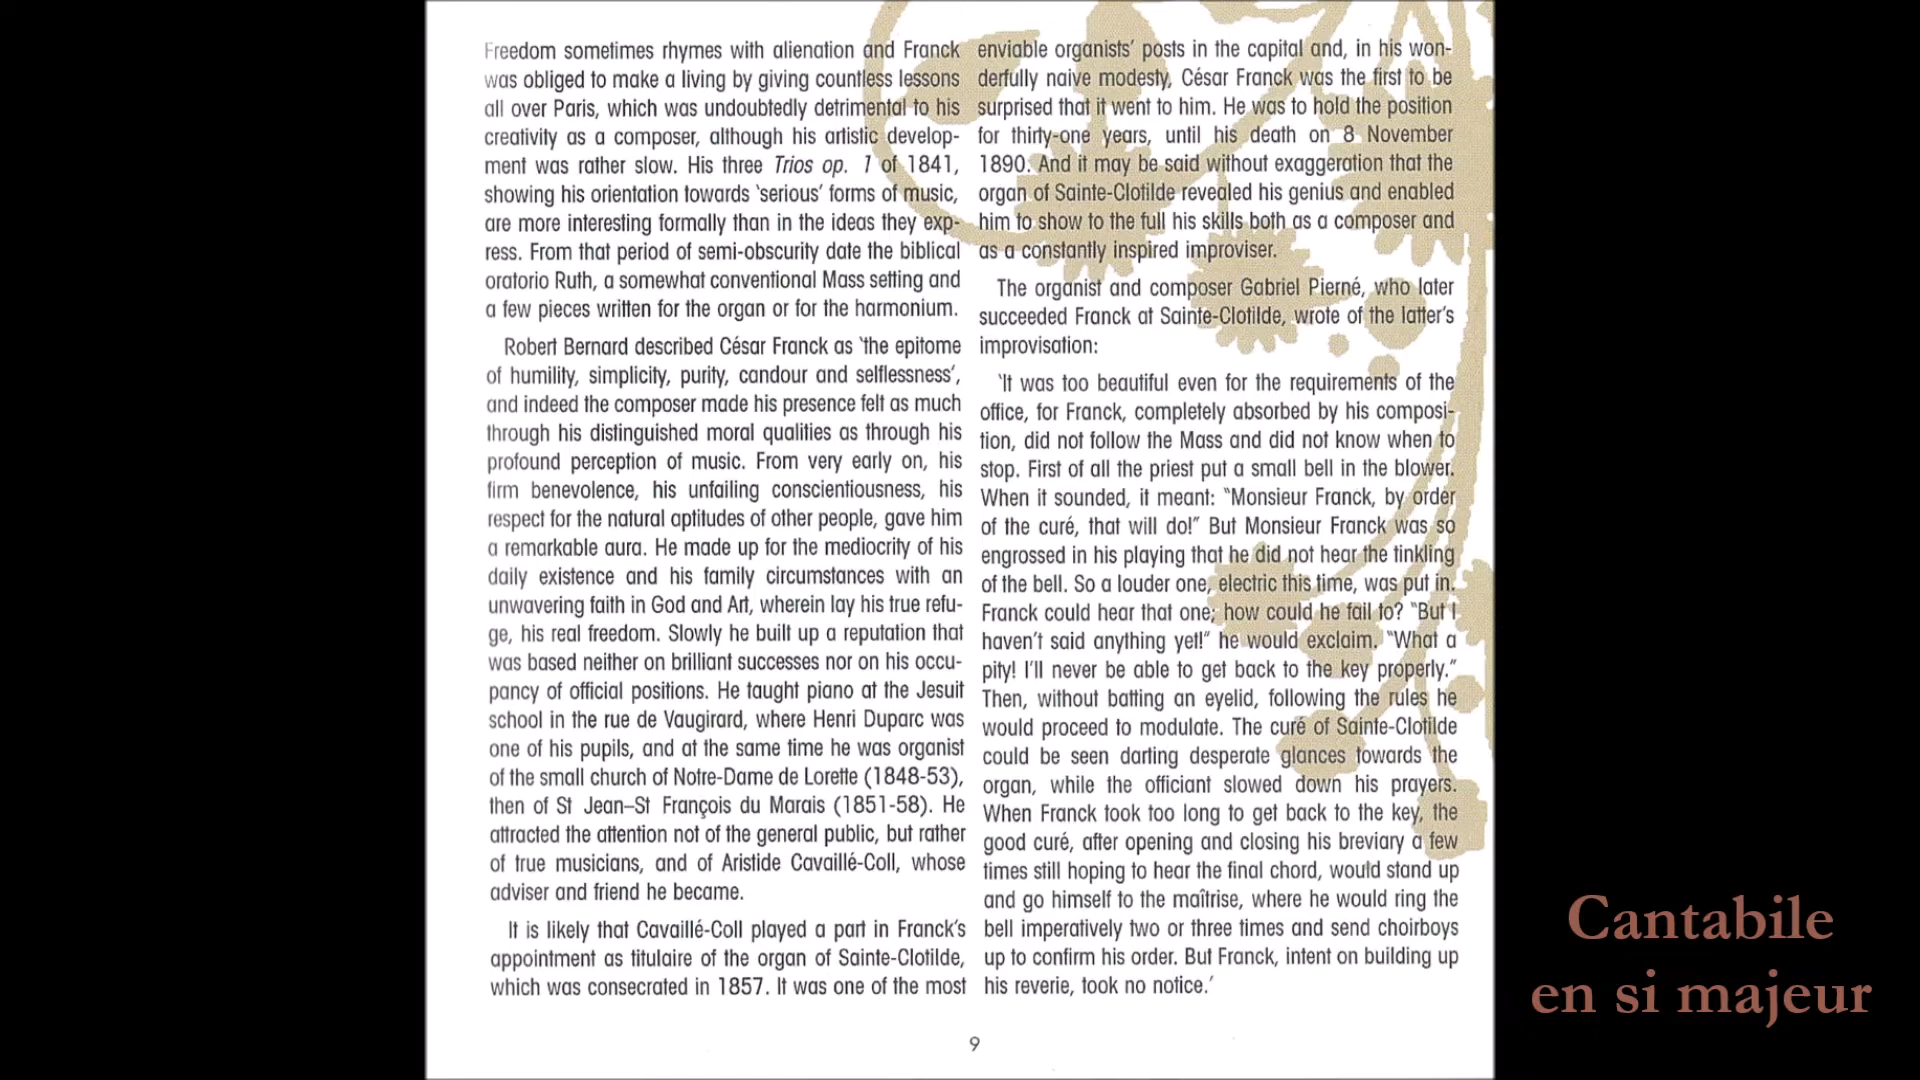 Freedom sometimes rhymes with alienation and Franck
was obliged to make a living by giving countless lessons
all over Paris, which was undoubtedly detrimental to his
creativity as a composer, although his artistic develop-
ment was rather slow. His three Trios op. 1 of 1841,
showing his orientation towards 'serious' forms of music,
are more interesting formally than in the ideas they exp-
ress. From that period of semi-obscurity date the biblical
oratorio Ruth, a somewhat conventional Mass setting and
a few pieces written for the organ or for the harmonium.
Robert Bernard described César Franck as 'the epitome
of humility, simplicity, purity, candour and selflessness',
and indeed the composer made his presence felt as much
through his distinguished moral qualities as through his
profound perception of music. From very early on, his
firm benevolence, his unfailing conscientiousness, his
respect for the natural aptitudes of other people, gave him
a remarkable aura. He made up for the mediocrity of his
daily existence and his family circumstances with an
unwavering faith in God and Art, wherein lay his true refu-
ge, his real freedom. Slowly he built up a reputation that
was based neither on brilliant successes nor on his occu-
pancy of official positions. He taught piano at the Jesuit
school in the rue de Vaugirard, where Henri Duparc was
one of his pupils, and at the same time he was organist
of the small church of Notre-Dame de Lorette (1848-53),
then of St Jean–St François du Marais (1851-58). He
attracted the attention not of the general public, but rather
of true musicians, and of Aristide Cavaillé-Coll, whose
adviser and friend he became.
It is likely that Cavaillé-Coll played a part in Franck's
appointment as titulaire of the organ of Sainte-Clotilde,
which was consecrated in 1857. It was one of the most
enviable organists' posts in the capital and, in his won-
derfully naive modesty, César Franck was the first to be
surprised that it went to him. He was to hold the position
for thirty-one years, until his death on 8 November
1890. And it may be said without exaggeration that the
organ of Sainte-Clotilde revealed his genius and enabled
him to show to the full his skills both as a composer and
as a constantly inspired improviser.
The organist and composer Gabriel Pierné, who later
succeeded Franck at Sainte-Clotilde, wrote of the latter's
improvisation:
'It was too beautiful even for the requirements of the
office, for Franck, completely absorbed by his composi-
tion, did not follow the Mass and did not know when to
stop. First of all the priest put a small bell in the blower.
When it sounded, it meant: "Monsieur Franck, by order
of the curé, that will do!" But Monsieur Franck was so
engrossed in his playing that he did not hear the tinkling
of the bell. So a louder one, electric this time, was put in.
Franck could hear that one; how could he fail to? "But I
haven't said anything yet!" he would exclaim. "What a
pity! I'll never be able to get back to the key properly."
Then, without batting an eyelid, following the rules he
would proceed to modulate. The curé of Sainte-Clotilde
could be seen darting desperate glances towards the
organ, while the officiant slowed down his prayers.
When Franck took too long to get back to the key, the
good curé, after opening and closing his breviary a few
times still hoping to hear the final chord, would stand up
and go himself to the maîtrise, where he would ring the
bell imperatively two or three times and send choirboys
up to confirm his order. But Franck, intent on building up
his reverie, took no notice.'
9
Cantabile
en si majeur